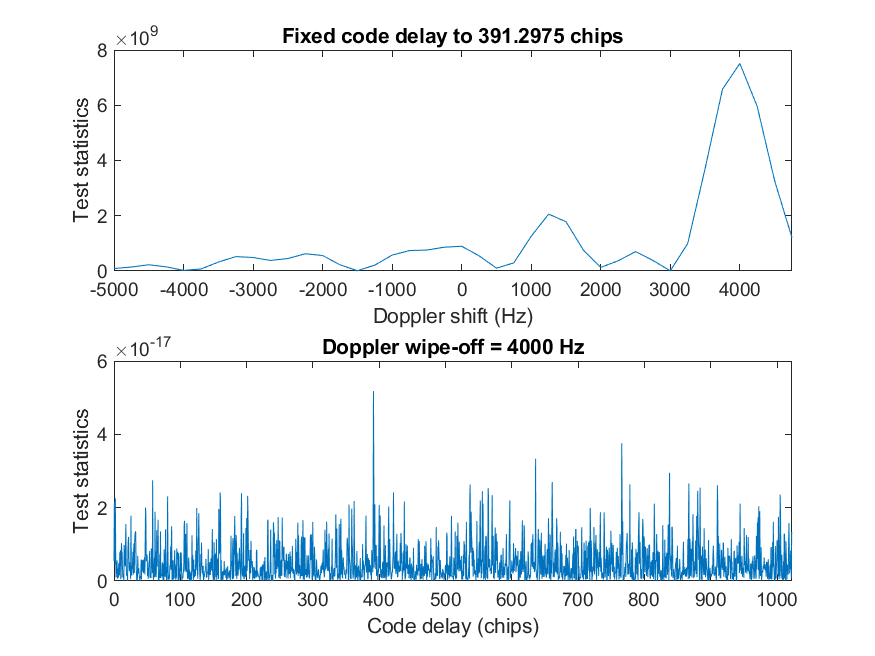 Fixed code delay to 391.2975 chips
×10⁹
8
6
4
2
0
Test statistics
-5000 -4000 -3000 -2000 -1000 0 1000 2000 3000 4000
Doppler shift (Hz)
Doppler wipe-off = 4000 Hz
×10⁻¹⁷
6
4
2
0
Test statistics
0 100 200 300 400 500 600 700 800 900 1000
Code delay (chips)